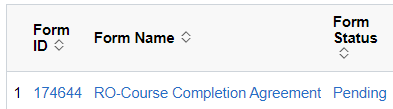 Form ID Form Name Form Status
1 174644 RO-Course Completion Agreement Pending